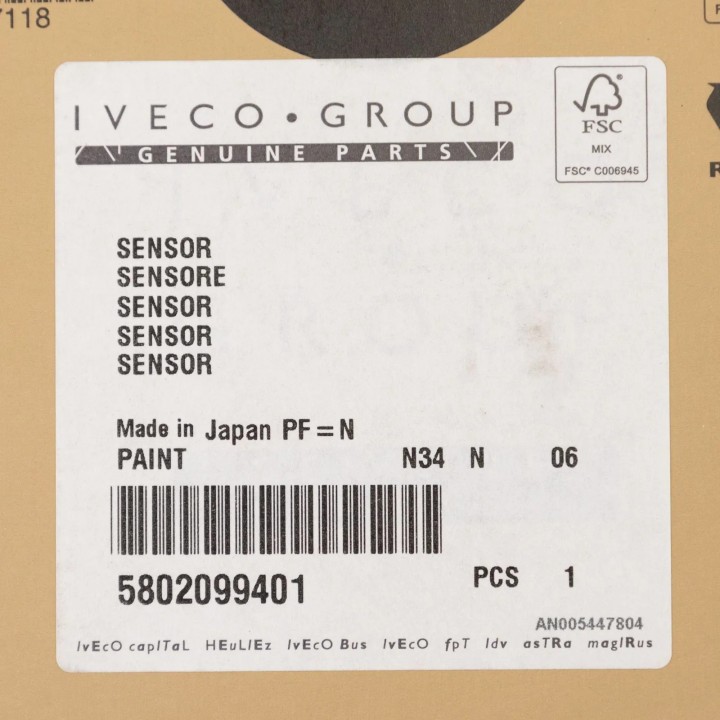 7118
IVECO • GROUP
GENUINE PARTS
FSC
MIX
FSC® C006945
SENSOR
SENSORE
SENSOR
SENSOR
SENSOR
Made in Japan PF=N
PAINT N34 N 06
5802099401
PCS 1
AN005447804
IvEcO capITaL HEuLIEz IvEcO Bus IvEcO fpT Idv asTRa magIRus
R